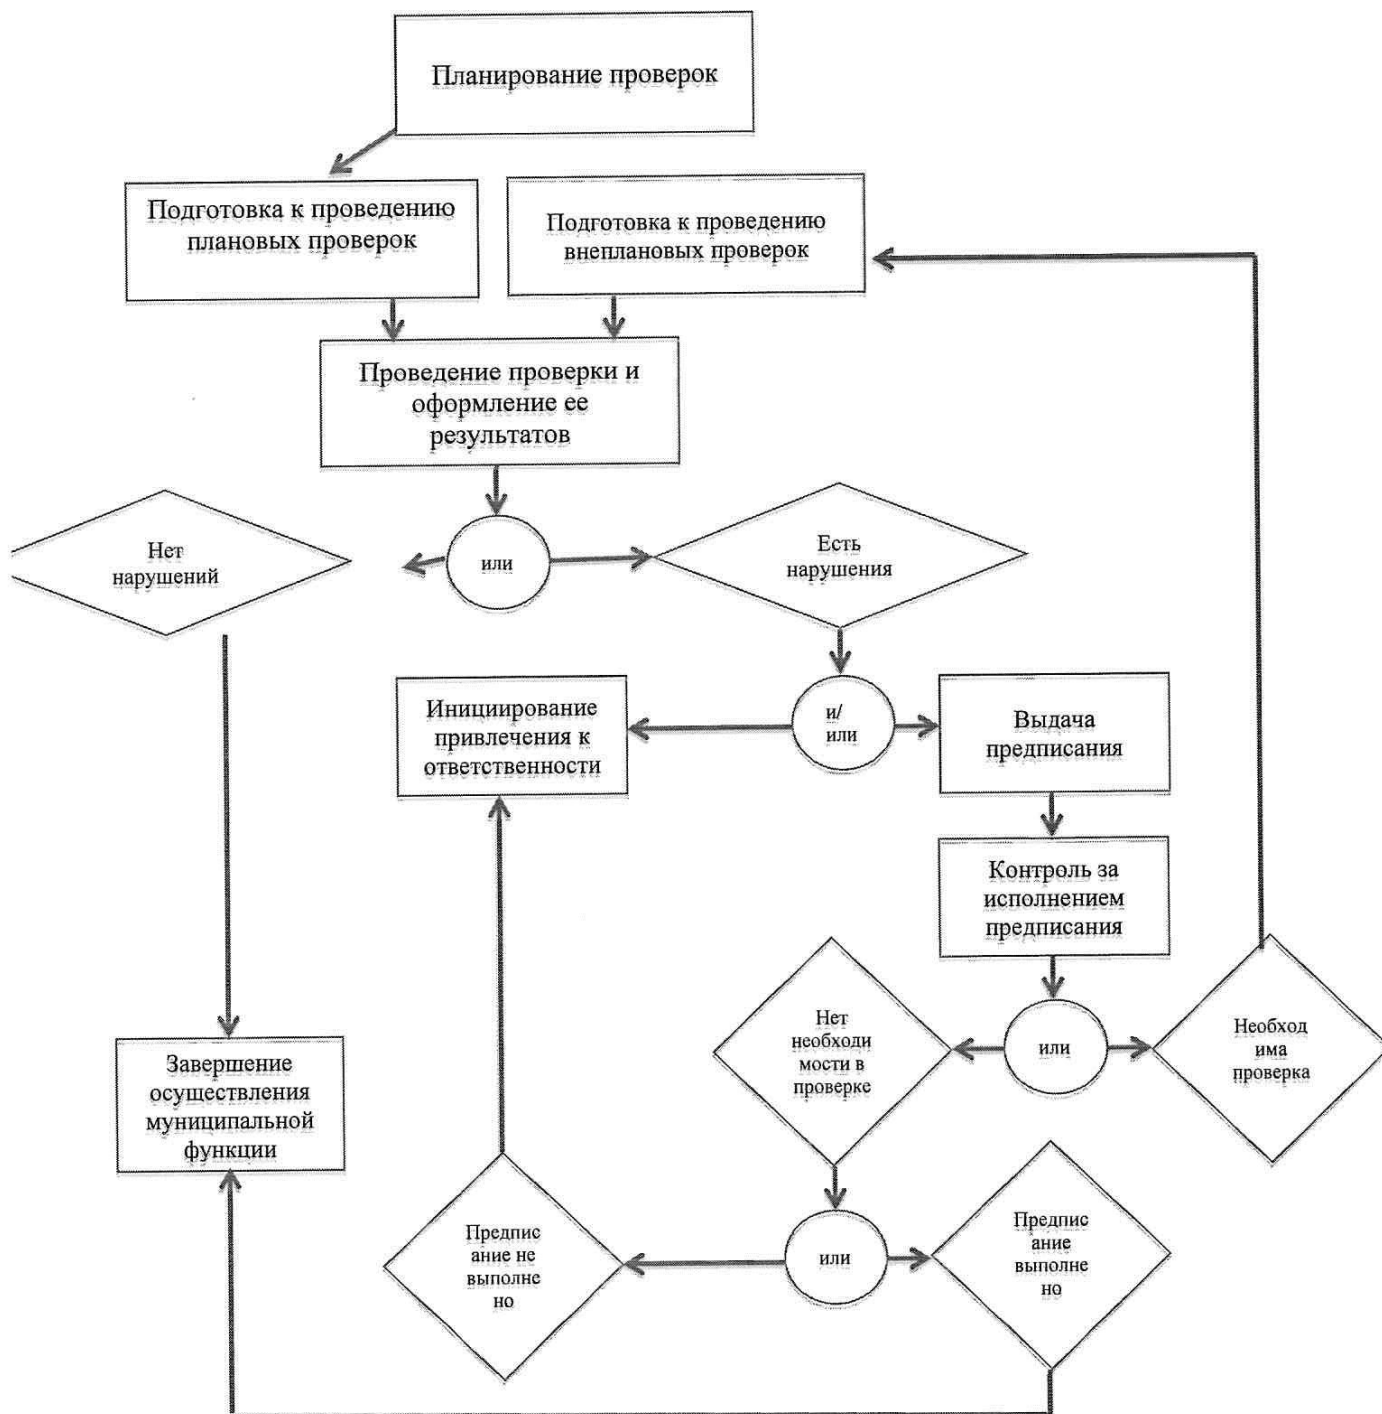 Планирование проверок
Подготовка к проведению
плановых проверок
Подготовка к проведению
внеплановых проверок
Проведение проверки и
оформление ее
результатов
Нет
нарушений
или
Есть
нарушения
Инициирование
привлечения к
ответственности
и/
или
Выдача
предписания
Контроль за
исполнением
предписания
Нет
необходи
мости в
проверке
или
Необход
има
проверка
Завершение
осуществления
муниципальной
функции
Предпис
ание не
выполне
но
или
Предпис
ание
выполне
но